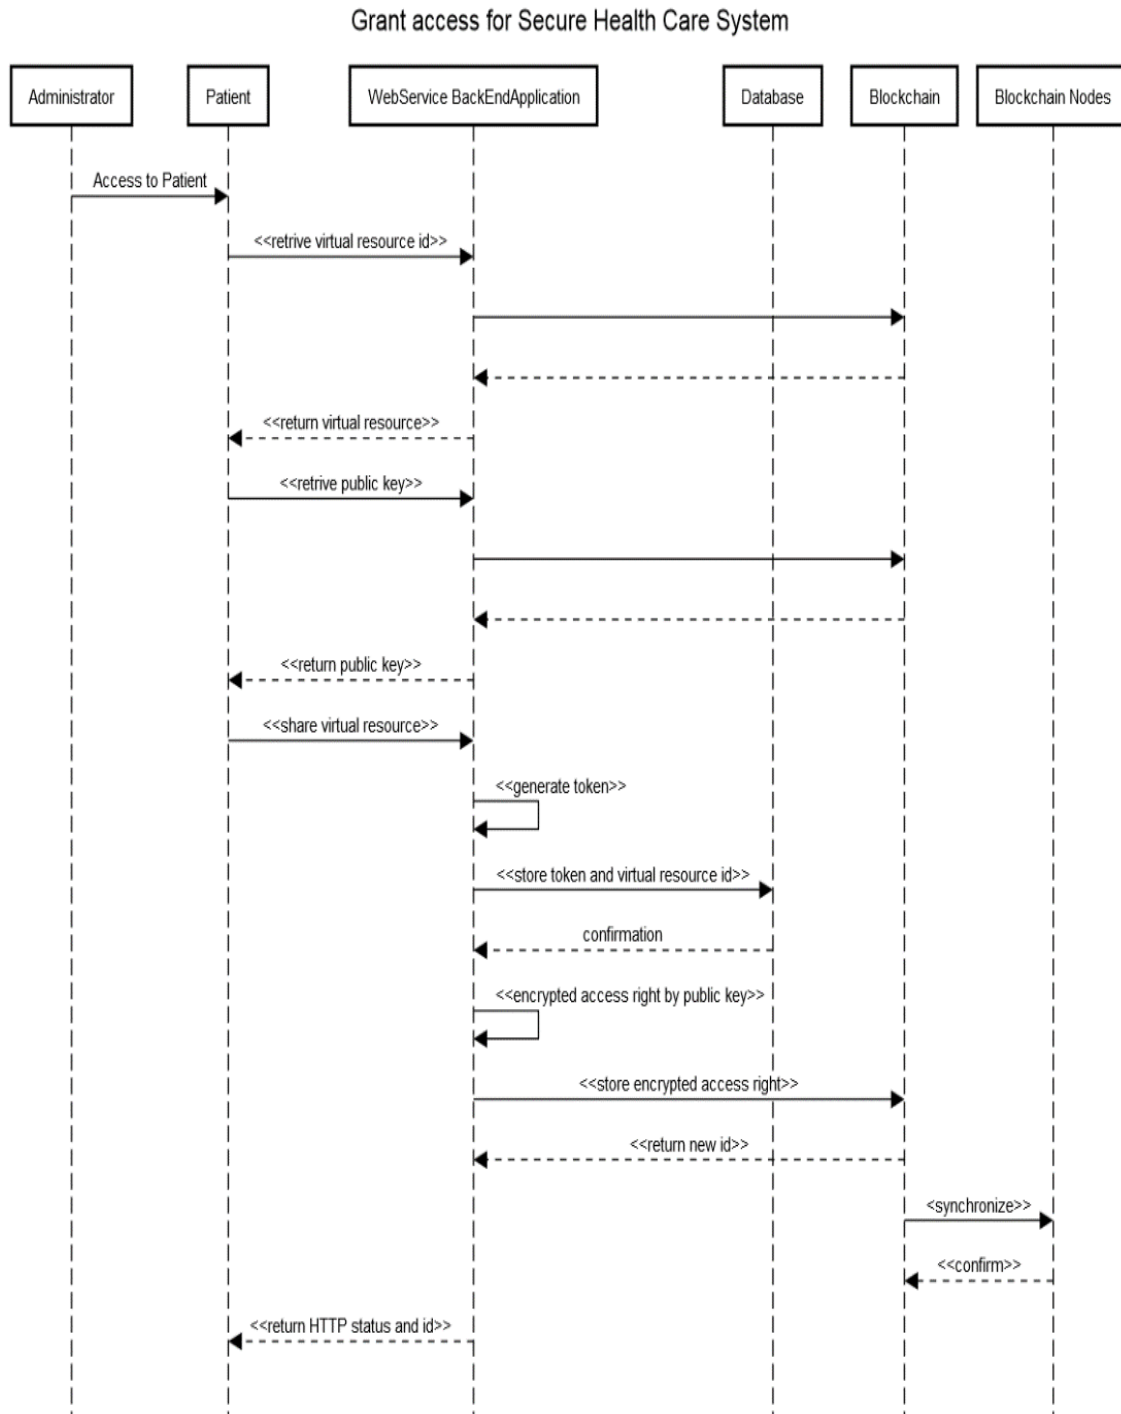 Grant access for Secure Health Care System
Administrator
Patient
WebService BackEndApplication
Database
Blockchain
Blockchain Nodes
Access to Patient
<<retrive virtual resource id>>
<<return virtual resource>>
<<retrive public key>>
<<return public key>>
<<share virtual resource>>
<<generate token>>
<<store token and virtual resource id>>
confirmation
<<encrypted access right by public key>>
<<store encrypted access right>>
<<return new id>>
<synchronize>>
<<confirm>>
<<return HTTP status and id>>